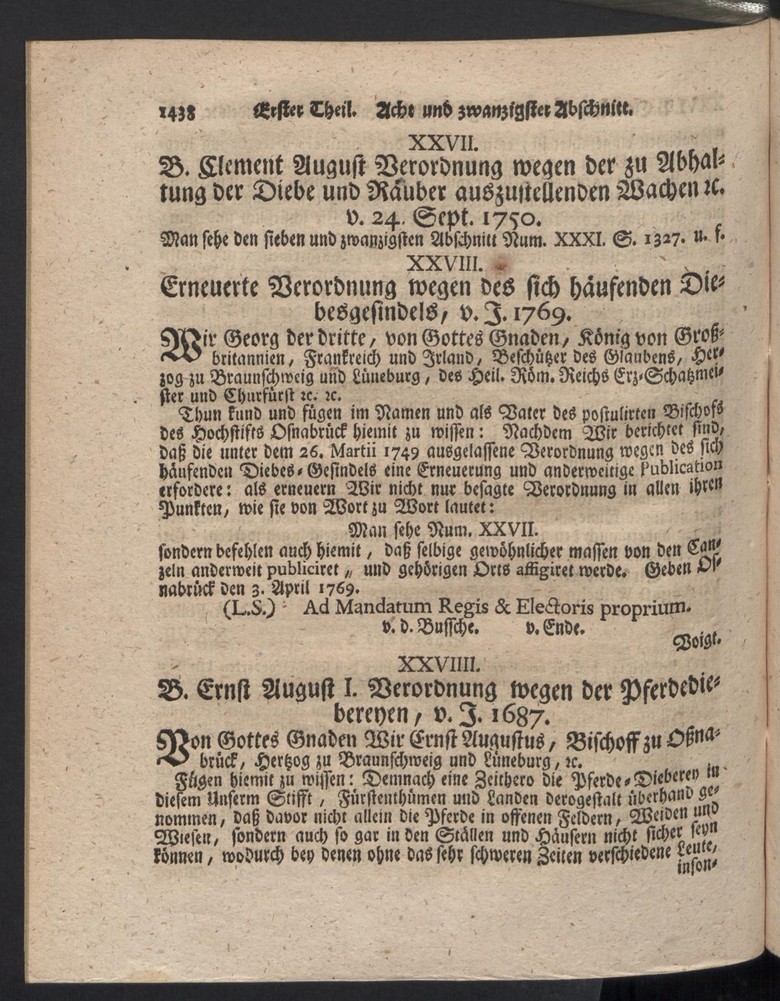 1438 Erster Theil. Acht und zwanzigster Abschnitt.
XXVII.
B. Clement August Verordnung wegen der zu Abhal-
tung der Diebe und Räuber auszustellenden Wachen ꝛc.
v. 24. Sept. 1750.
Man sehe den sieben und zwanzigsten Abschnitt Num. XXXI. S. 1327. u. f.
XXVIII.
Erneuerte Verordnung wegen des sich häufenden Die-
besgesindels, v. J. 1769.
Wir Georg der dritte, von Gottes Gnaden, König von Groß-
britannien, Frankreich und Irland, Beschützer des Glaubens, Her-
zog zu Braunschweig und Lüneburg, des Heil. Röm. Reichs Erz-Schatzmei-
ster und Churfürst ꝛc. ꝛc.
Thun kund und fügen im Namen und als Vater des postulirten Bischofs
des Hochstifts Osnabrück hiemit zu wissen: Nachdem Wir berichtet sind,
daß die unter dem 26. Martii 1749 ausgelassene Verordnung wegen des sich
häufenden Diebes-Gesindels eine Erneuerung und anderweitige Publication
erfordere: als erneuern Wir nicht nur besagte Verordnung in allen ihren
Punkten, wie sie von Wort zu Wort lautet:
Man sehe Num. XXVII.
sondern befehlen auch hiemit, daß selbige gewöhnlicher massen von den Can-
zeln anderweit publiciret,, und gehörigen Orts affigiret werde. Geben Os-
nabrück den 3. April 1769.
(L.S.) Ad Mandatum Regis & Electoris proprium.
v. d. Bussche. v. Ende.
Voigt.
XXVIIII.
B. Ernst August I. Verordnung wegen der Pferdedie-
bereyen, v. J. 1687.
Von Gottes Gnaden Wir Ernst Augustus, Bischoff zu Oßna-
brück, Hertzog zu Braunschweig und Lüneburg, ꝛc.
Fügen hiemit zu wissen: Demnach eine Zeithero die Pferde-Dieberey in
diesem Unserm Stifft, Fürstenthümen und Landen derogestalt überhand ge-
nommen, daß davor nicht allein die Pferde in offenen Feldern, Weiden und
Wiesen, sondern auch so gar in den Ställen und Häusern nicht sicher seyn
können, wodurch bey denen ohne das sehr schweren Zeiten verschiedene Leute,
inson-